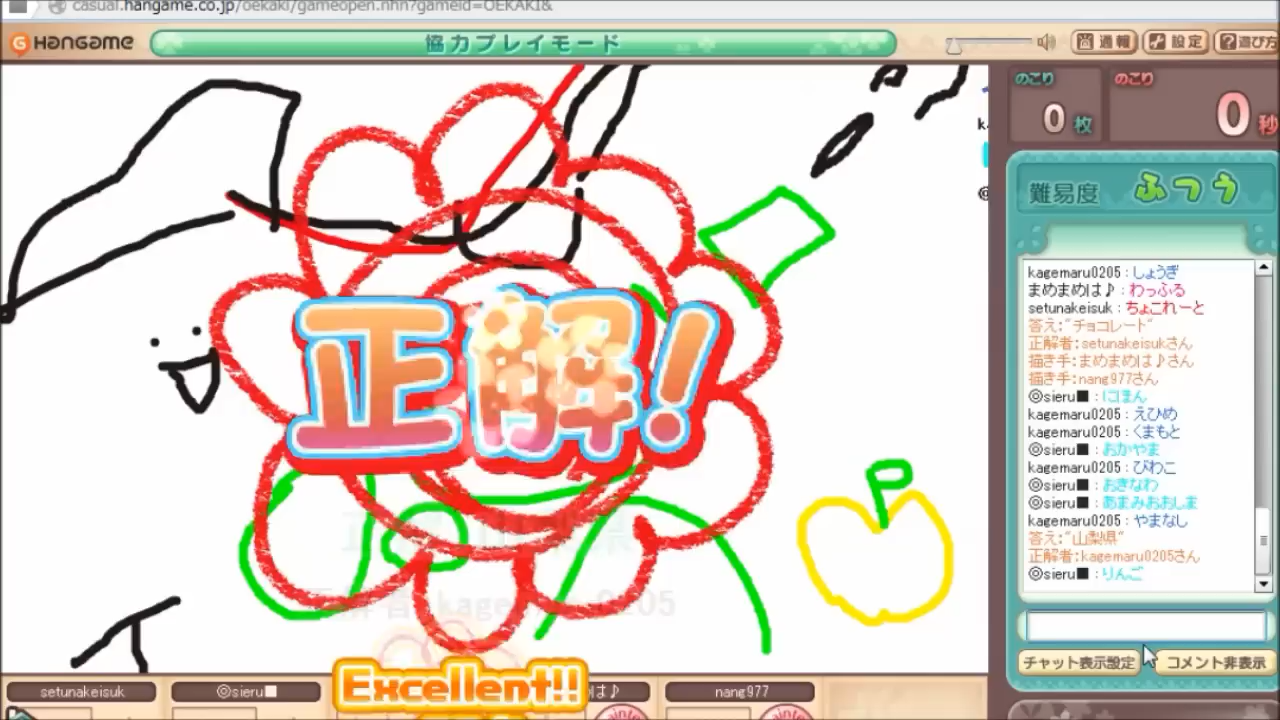 casual.hangame.co.jp/oekaki/gameopen.nhn?gameid=OEKAKI&
HANGAME
協力プレイモード
通報
設定
遊び方
のこり
0枚
のこり
0秒
難易度 ふつう
kagemaru0205 : しょうぎ
まめまめは♪ : わっふる
setunakeisuk : ちょこれーと
答え:"チョコレート"
正解者:setunakeisukさん
描き手:まめまめは♪さん
描き手:nang977さん
◎sieru■ : にほん
kagemaru0205 : えひめ
kagemaru0205 : くまもと
◎sieru■ : おかやま
kagemaru0205 : びわこ
◎sieru■ : おきなわ
◎sieru■ : あまみおおしま
kagemaru0205 : やまなし
答え:"山梨県"
正解者:kagemaru0205さん
◎sieru■ : りんご
正解!
kagemaru0205
チャット表示設定
コメント非表示
Excellent!!
setunakeisuk
◎sieru■
は♪
nang977